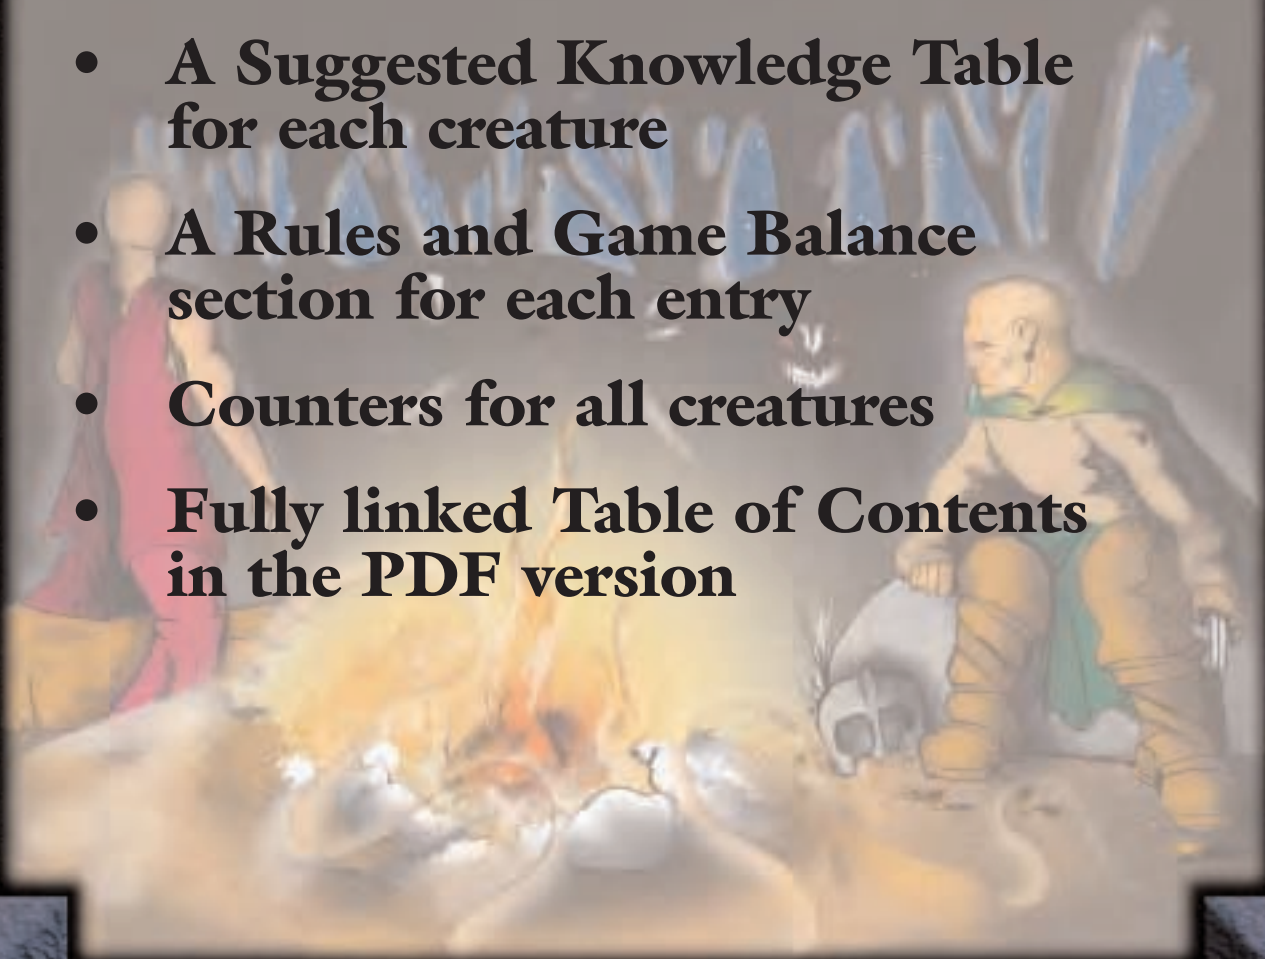 • A Suggested Knowledge Table
for each creature
• A Rules and Game Balance
section for each entry
• Counters for all creatures
• Fully linked Table of Contents
in the PDF version